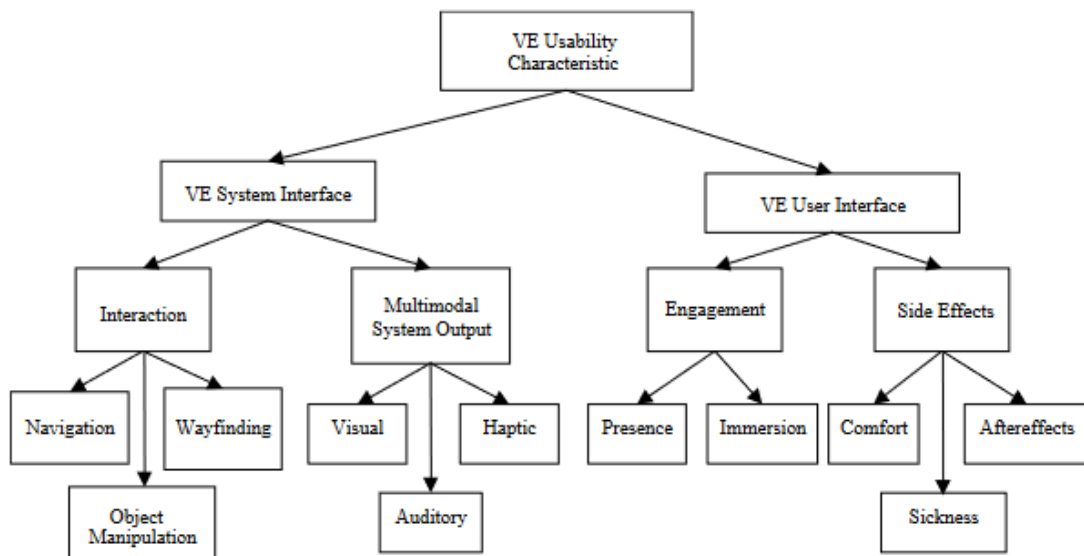 VE Usability
Characteristic
VE System Interface
VE User Interface
Interaction
Multimodal
System Output
Engagement
Side Effects
Navigation
Wayfinding
Visual
Haptic
Presence
Immersion
Comfort
Aftereffects
Object
Manipulation
Auditory
Sickness